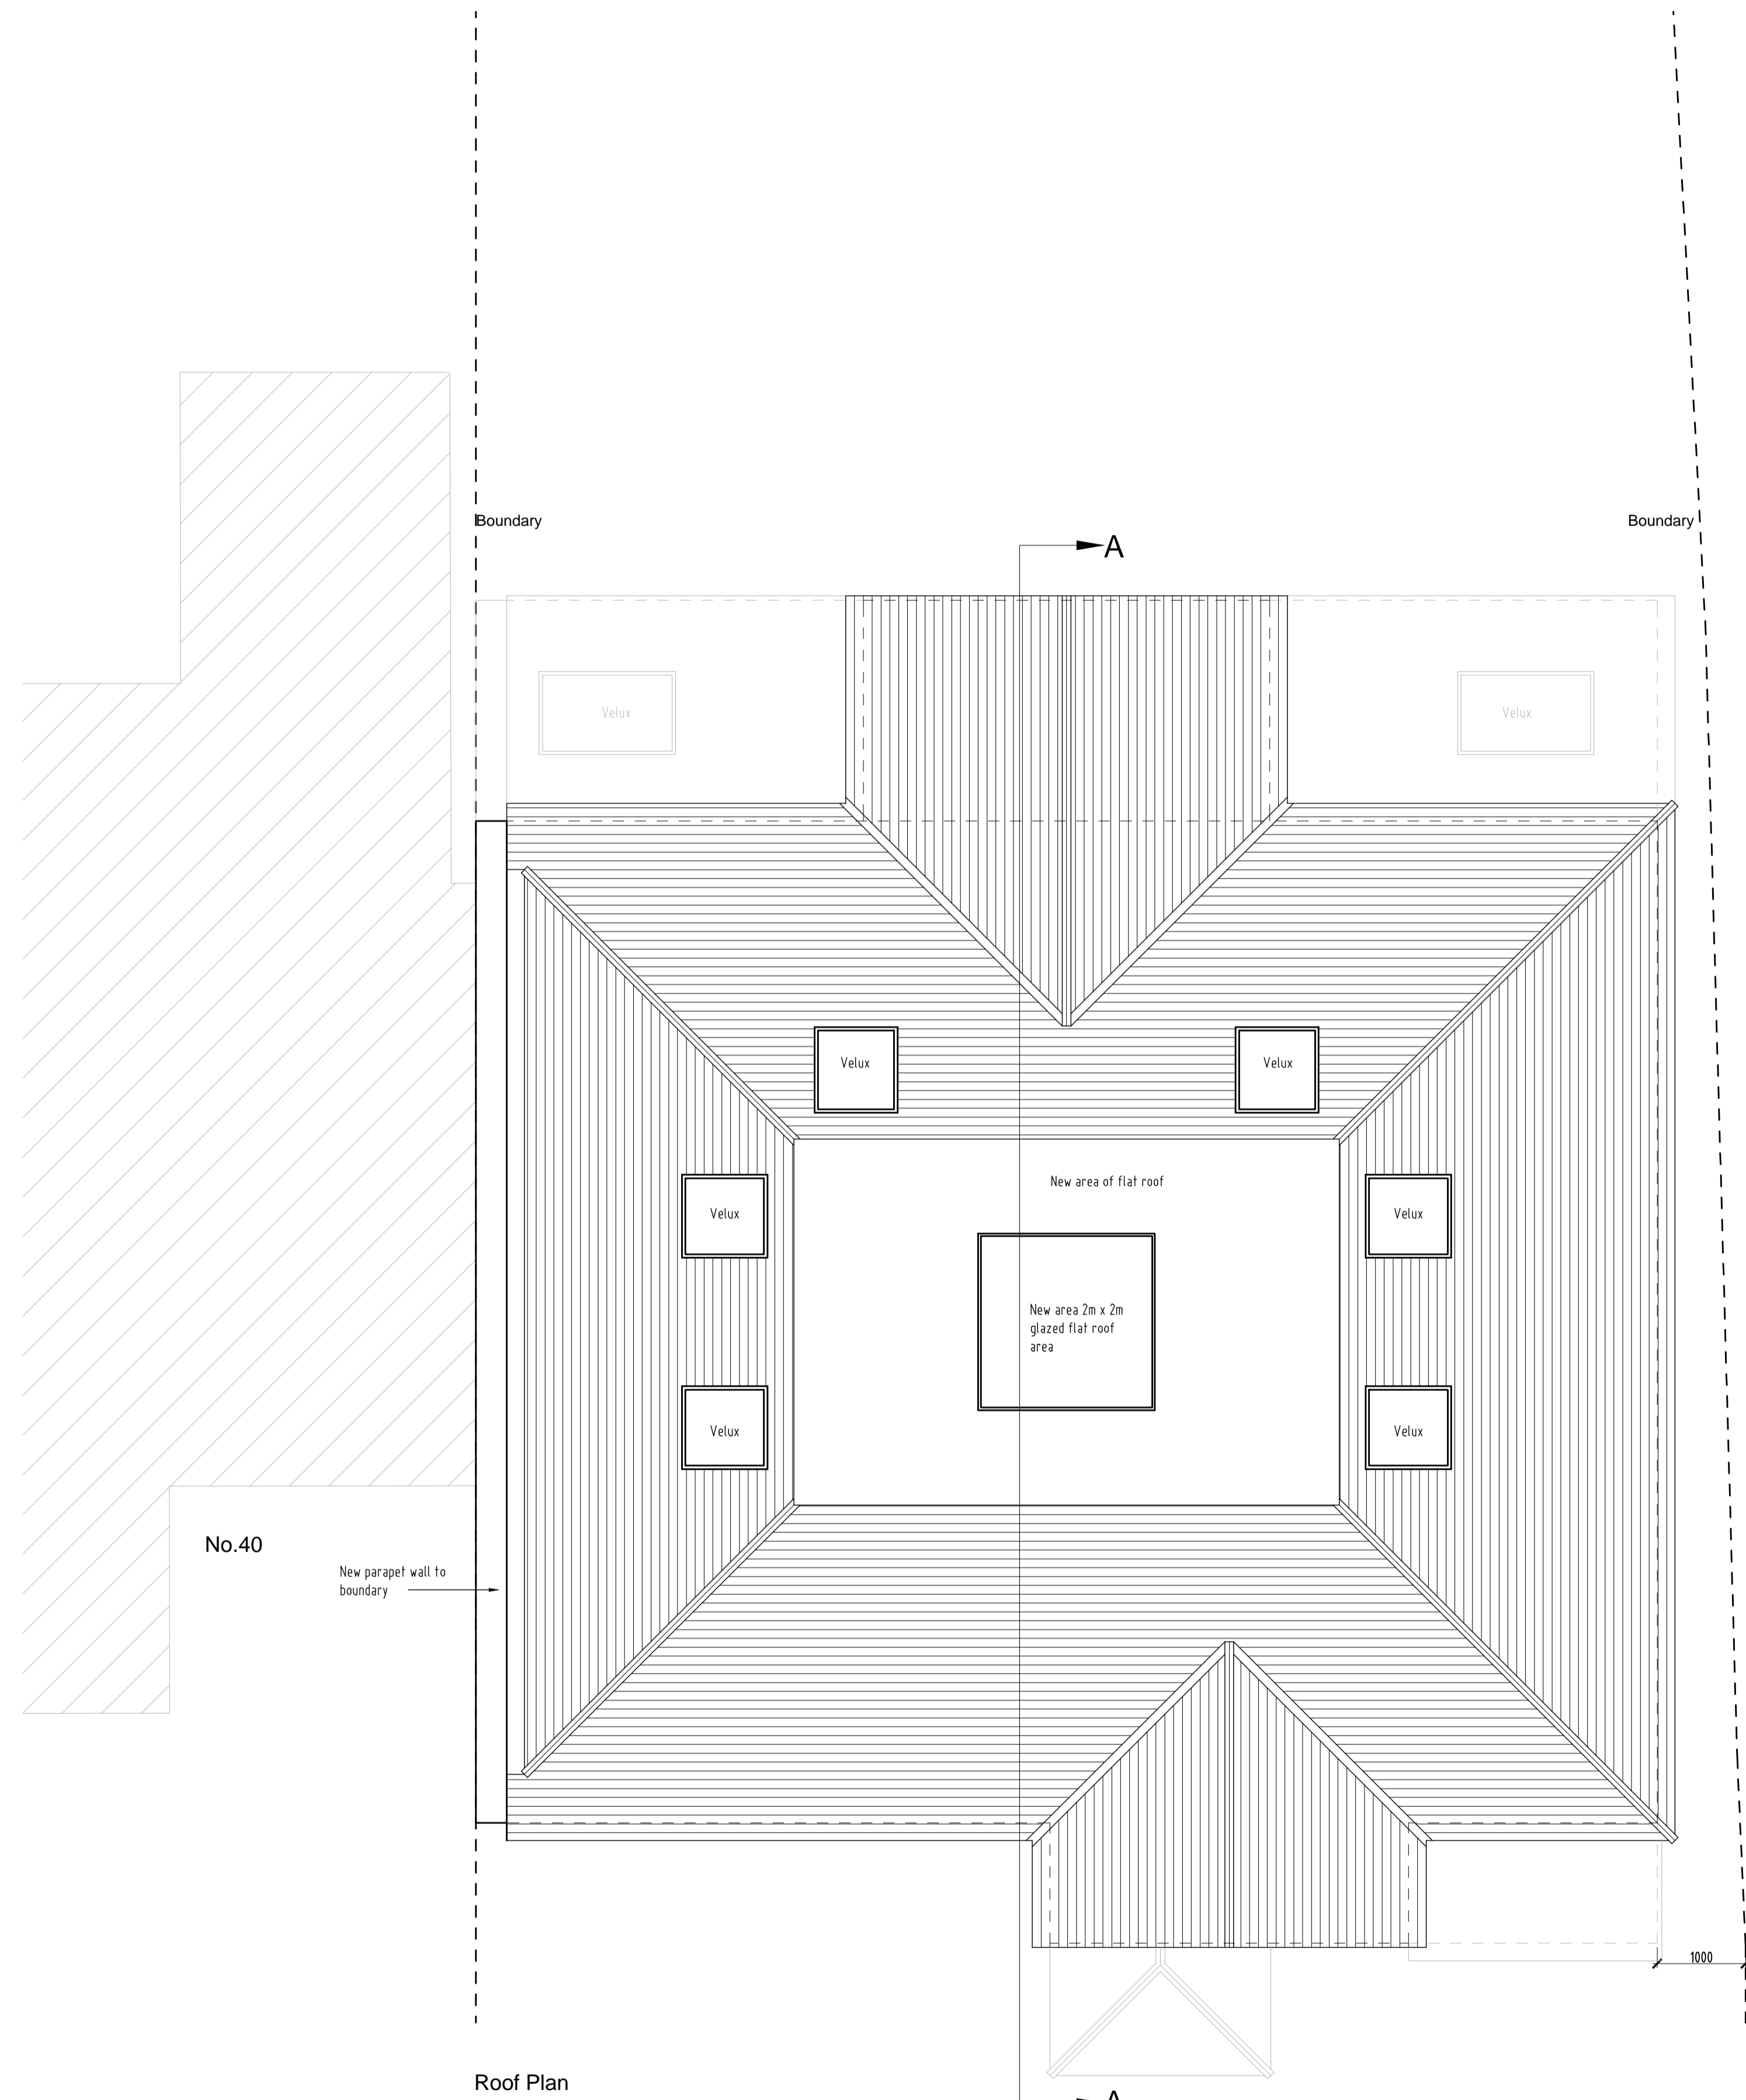 Boundary
Boundary
A
Velux
Velux
Velux
Velux
New area of flat roof
Velux
Velux
New area 2m x 2m
glazed flat roof
area
Velux
Velux
No.40
New parapet wall to
boundary
1000
Roof Plan
A